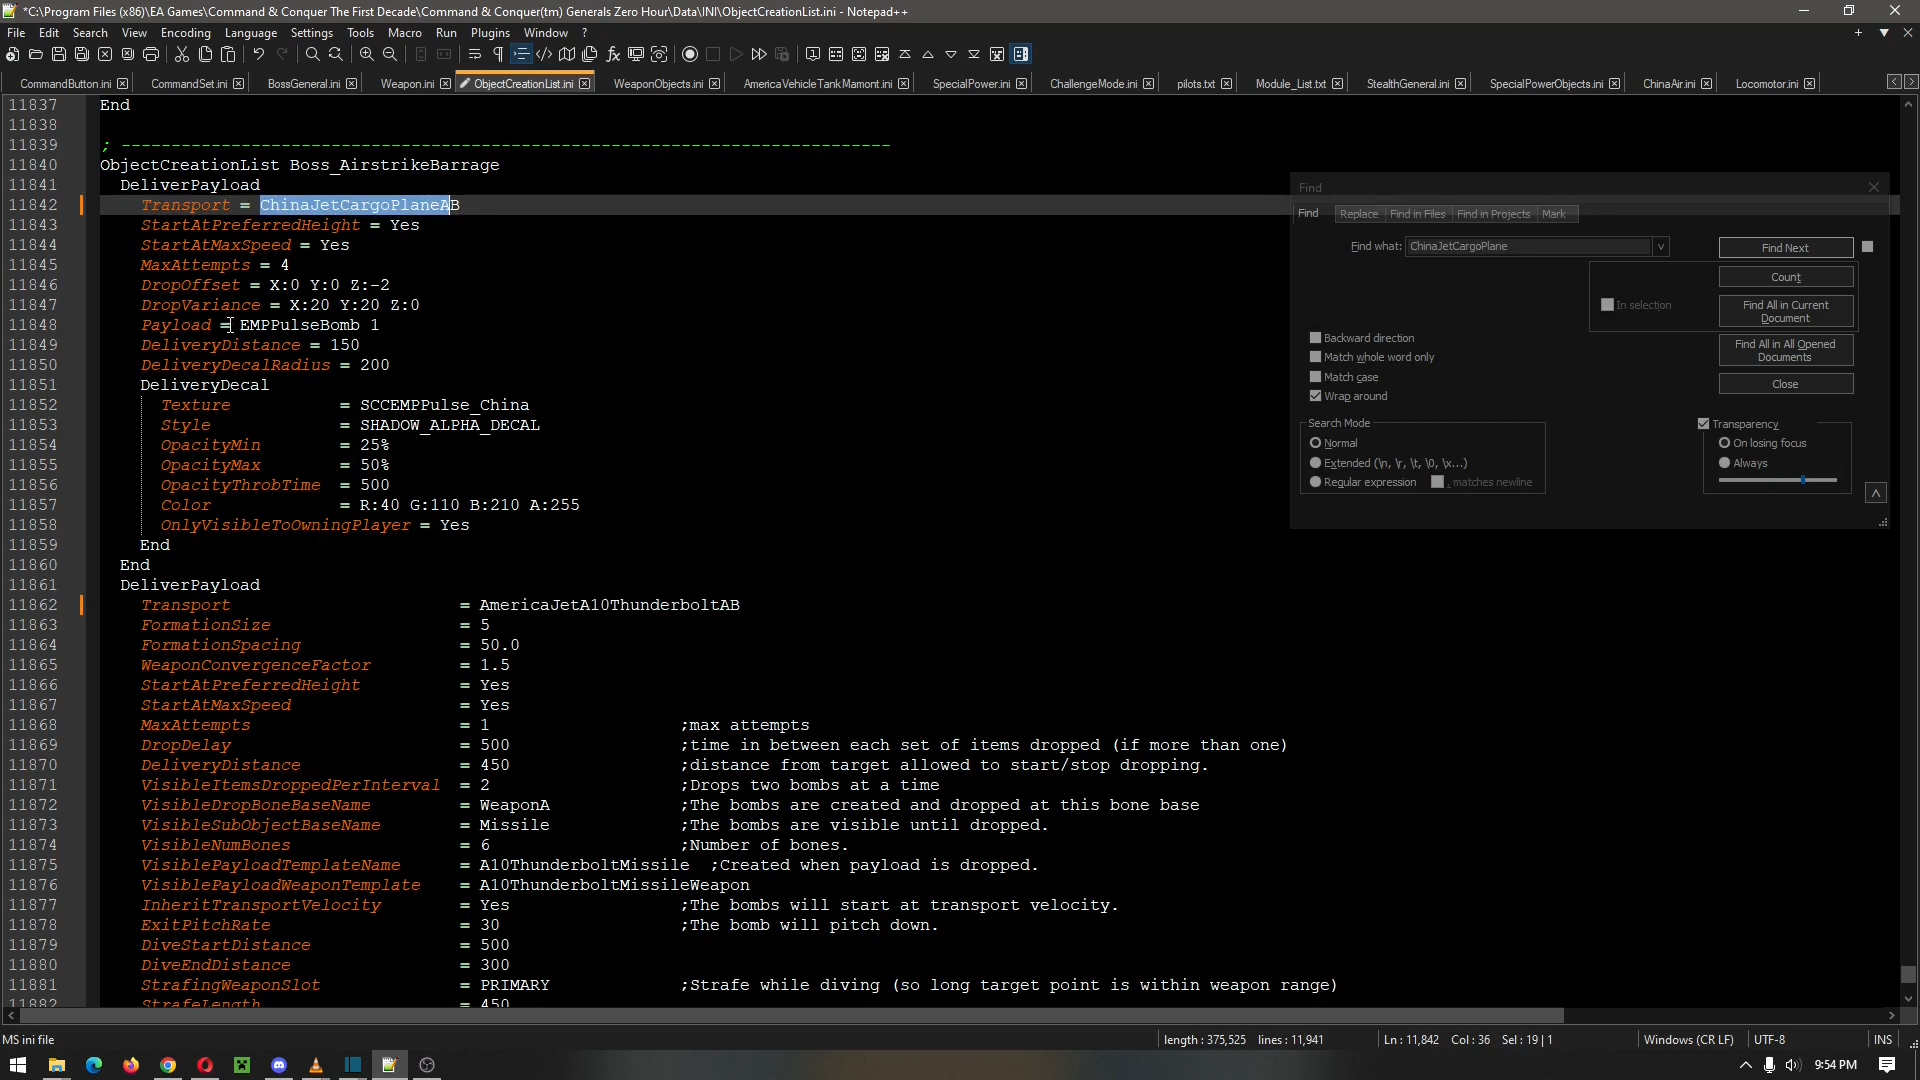 *C:\Program Files (x86)\EA Games\Command & Conquer The First Decade\Command & Conquer(tm) Generals Zero Hour\Data\INI\ObjectCreationList.ini - Notepad++
File Edit Search View Encoding Language Settings Tools Macro Run Plugins Window ?
CommandButton.ini CommandSet.ini BossGeneral.ini Weapon.ini ObjectCreationList.ini WeaponObjects.ini AmericaVehicleTankMamont.ini SpecialPower.ini ChallengeMode.ini pilots.txt Module_List.txt StealthGeneral.ini SpecialPowerObjects.ini ChinaAir.ini Locomotor.ini
11837 End
11838
11839 ; -----------------------------------------------------------------------------
11840 ObjectCreationList Boss_AirstrikeBarrage
11841 DeliverPayload
11842 Transport = ChinaJetCargoPlaneAB
11843 StartAtPreferredHeight = Yes
11844 StartAtMaxSpeed = Yes
11845 MaxAttempts = 4
11846 DropOffset = X:0 Y:0 Z:-2
11847 DropVariance = X:20 Y:20 Z:0
11848 Payload = EMPPulseBomb 1
11849 DeliveryDistance = 150
11850 DeliveryDecalRadius = 200
11851 DeliveryDecal
11852 Texture = SCCEMPPulse_China
11853 Style = SHADOW_ALPHA_DECAL
11854 OpacityMin = 25%
11855 OpacityMax = 50%
11856 OpacityThrobTime = 500
11857 Color = R:40 G:110 B:210 A:255
11858 OnlyVisibleToOwningPlayer = Yes
11859 End
11860 End
11861 DeliverPayload
11862 Transport = AmericaJetA10ThunderboltAB
11863 FormationSize = 5
11864 FormationSpacing = 50.0
11865 WeaponConvergenceFactor = 1.5
11866 StartAtPreferredHeight = Yes
11867 StartAtMaxSpeed = Yes
11868 MaxAttempts = 1 ;max attempts
11869 DropDelay = 500 ;time in between each set of items dropped (if more than one)
11870 DeliveryDistance = 450 ;distance from target allowed to start/stop dropping.
11871 VisibleItemsDroppedPerInterval = 2 ;Drops two bombs at a time
11872 VisibleDropBoneBaseName = WeaponA ;The bombs are created and dropped at this bone base
11873 VisibleSubObjectBaseName = Missile ;The bombs are visible until dropped.
11874 VisibleNumBones = 6 ;Number of bones.
11875 VisiblePayloadTemplateName = A10ThunderboltMissile ;Created when payload is dropped.
11876 VisiblePayloadWeaponTemplate = A10ThunderboltMissileWeapon
11877 InheritTransportVelocity = Yes ;The bombs will start at transport velocity.
11878 ExitPitchRate = 30 ;The bomb will pitch down.
11879 DiveStartDistance = 500
11880 DiveEndDistance = 300
11881 StrafingWeaponSlot = PRIMARY ;Strafe while diving (so long target point is within weapon range)
11882 StrafeLength = 450
Find
Find Replace Find in Files Find in Projects Mark
Find what: ChinaJetCargoPlane Find Next
Count
In selection Find All in Current Document
Find All in All Opened Documents
Close
Backward direction
Match whole word only
Match case
Wrap around
Search Mode
Normal
Extended (\n, \r, \t, \0, \x...)
Regular expression . matches newline
Transparency
On losing focus
Always
MS ini file length : 375,525 lines : 11,941 Ln : 11,842 Col : 36 Sel : 19 | 1 Windows (CR LF) UTF-8 INS
9:54 PM